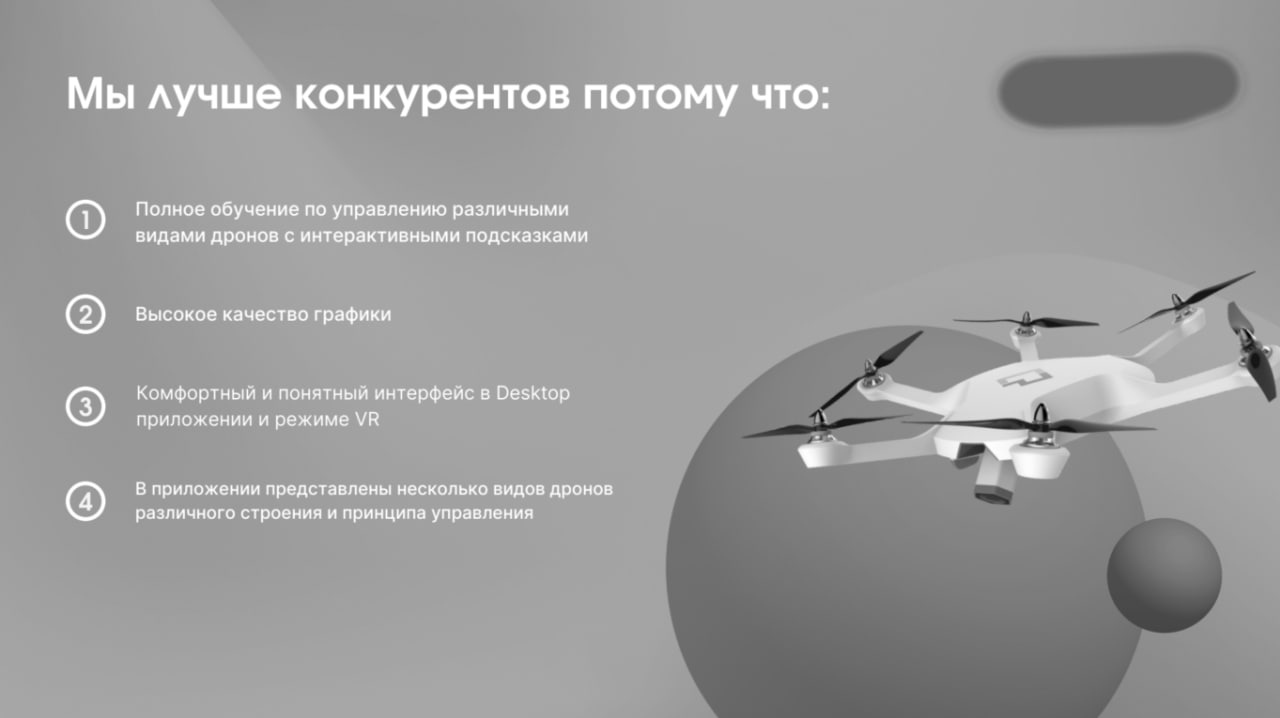 Мы лучше конкурентов потому что:
1
Полное обучение по управлению различными
видами дронов с интерактивными подсказками
2
Высокое качество графики
3
Комфортный и понятный интерфейс в Desktop
приложении и режиме VR
4
В приложении представлены несколько видов дронов
различного строения и принципа управления